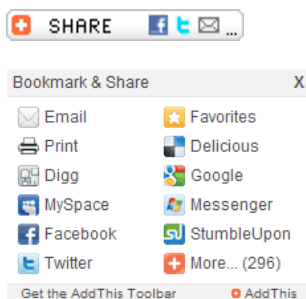 SHARE ...
Bookmark & Share X
Email Favorites
Print Delicious
Digg Google
MySpace Messenger
Facebook StumbleUpon
Twitter More... (296)
Get the AddThis Toolbar AddThis